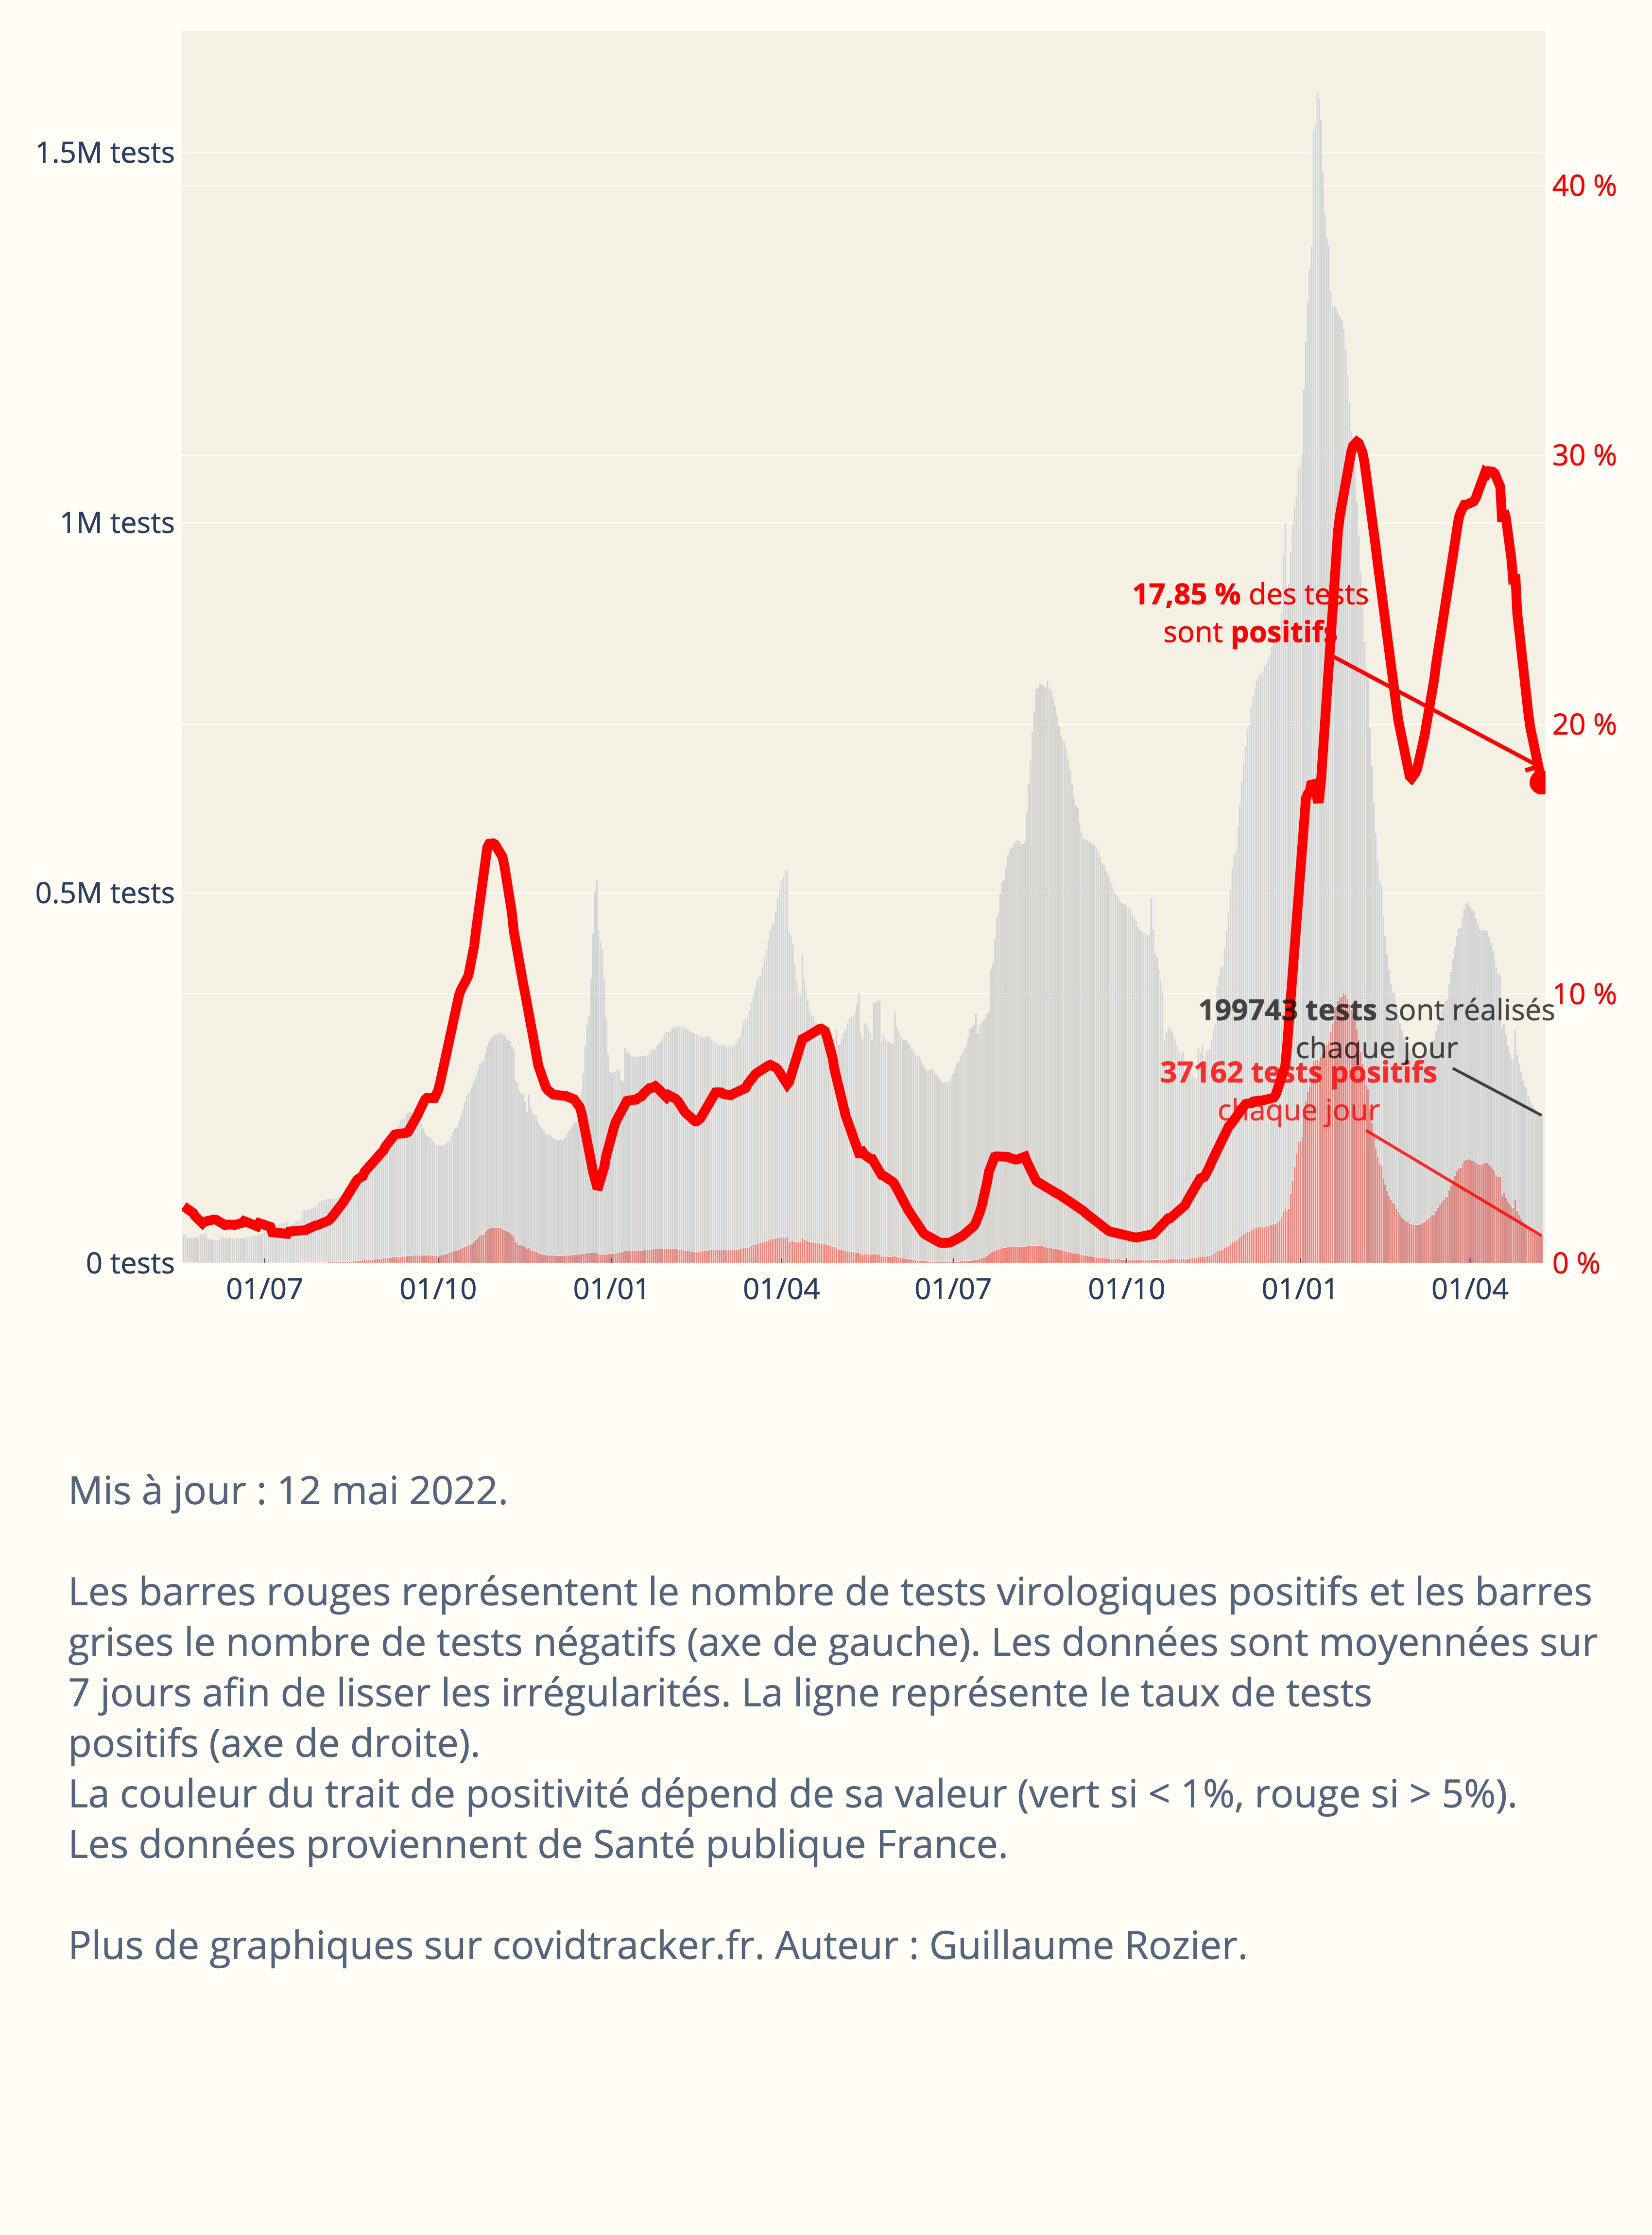 1.5M tests
40 %
30 %
1M tests
17,85 % des tests
sont positifs
20 %
0.5M tests
10 %
199743 tests sont réalisés
chaque jour
37162 tests positifs
chaque jour
0 tests
0 %
01/07
01/10
01/01
01/04
01/07
01/10
01/01
01/04
Mis à jour : 12 mai 2022.
Les barres rouges représentent le nombre de tests virologiques positifs et les barres
grises le nombre de tests négatifs (axe de gauche). Les données sont moyennées sur
7 jours afin de lisser les irrégularités. La ligne représente le taux de tests
positifs (axe de droite).
La couleur du trait de positivité dépend de sa valeur (vert si < 1%, rouge si > 5%).
Les données proviennent de Santé publique France.
Plus de graphiques sur covidtracker.fr. Auteur : Guillaume Rozier.